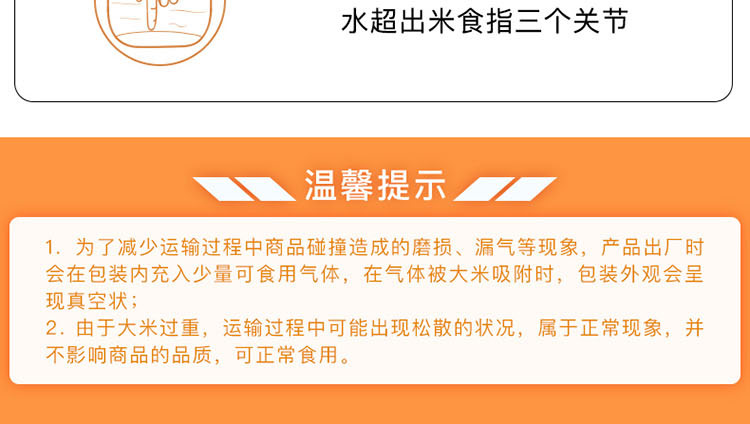 水超出米食指三个关节
温馨提示
1. 为了减少运输过程中商品碰撞造成的磨损、漏气等现象，产品出厂时
会在包装内充入少量可食用气体，在气体被大米吸附时，包装外观会呈
现真空状；
2. 由于大米过重，运输过程中可能出现松散的状况，属于正常现象，并
不影响商品的品质，可正常食用。